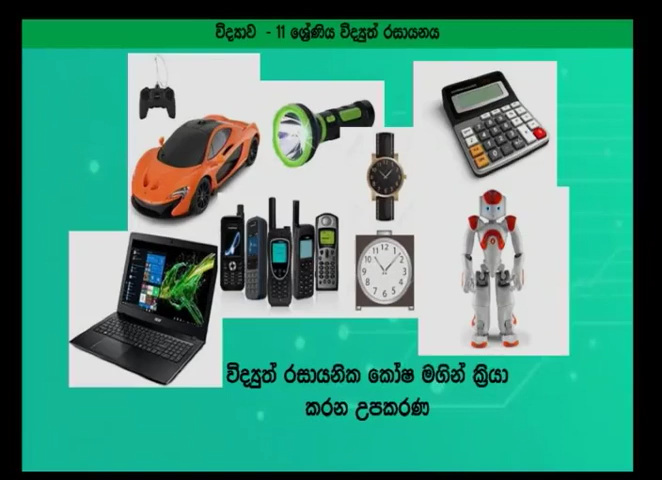 විද්‍යාව - 11 ශ්‍රේණිය විද්‍යුත් රසායනය
විද්‍යුත් රසායනික කෝෂ මගින් ක්‍රියා
කරන උපකරණ